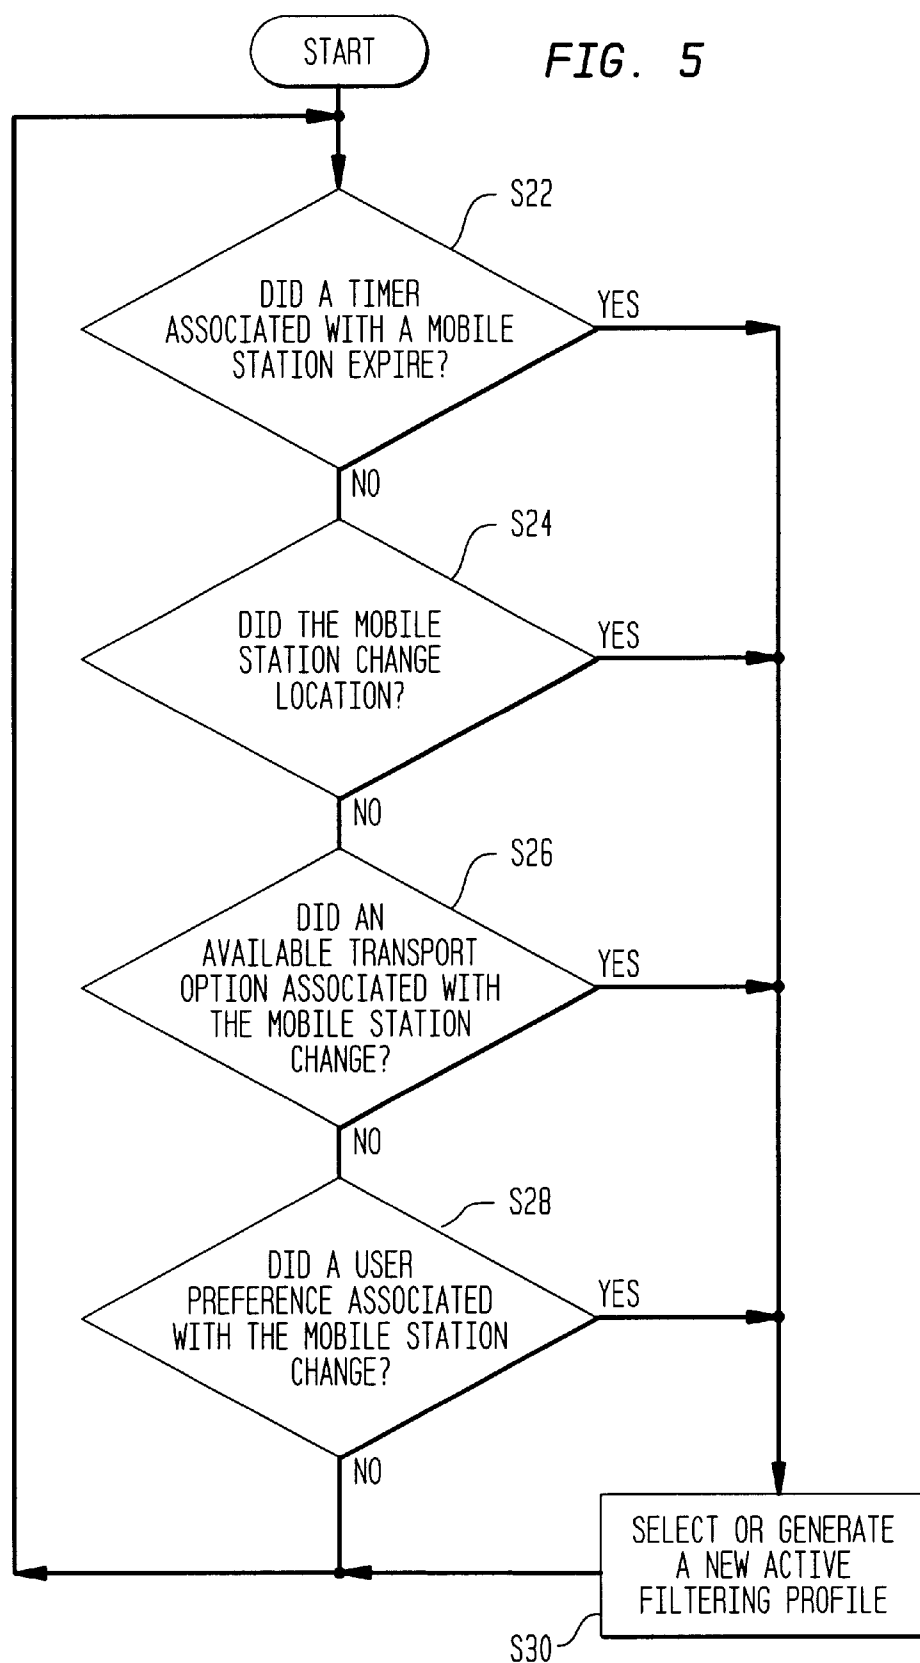 START
FIG. 5
S22
DID A TIMER
ASSOCIATED WITH A MOBILE
STATION EXPIRE?
YES
NO
S24
DID THE MOBILE
STATION CHANGE
LOCATION?
YES
NO
S26
DID AN
AVAILABLE TRANSPORT
OPTION ASSOCIATED WITH
THE MOBILE STATION
CHANGE?
YES
NO
S28
DID A USER
PREFERENCE ASSOCIATED
WITH THE MOBILE STATION
CHANGE?
YES
NO
SELECT OR GENERATE
A NEW ACTIVE
FILTERING PROFILE
S30